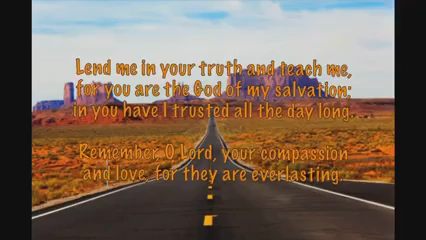 Lend me in your truth and teach me,
for you are the God of my salvation;
in you have I trusted all the day long.
Remember O Lord, your compassion
and love, for they are everlasting.